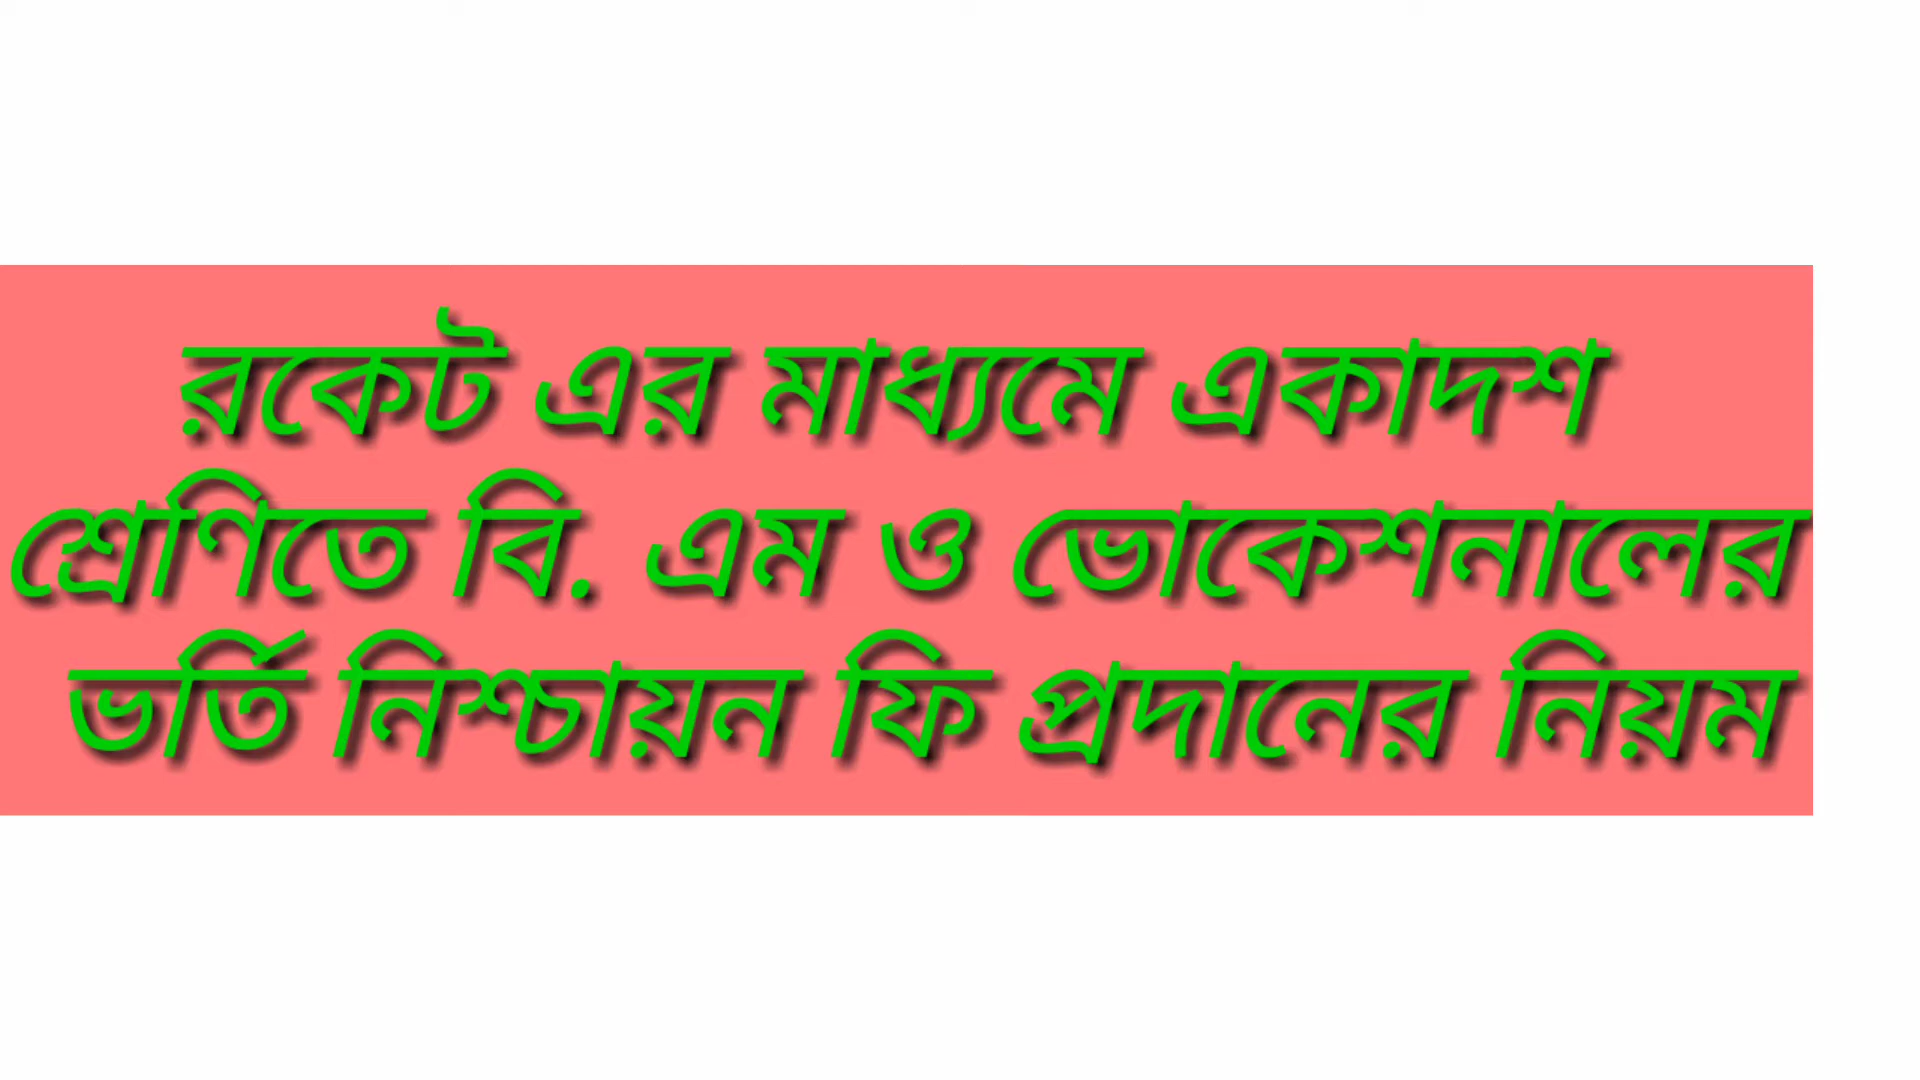 রকেট এর মাধ্যমে একাদশ
শ্রেণিতে বি. এম ও ভোকেশনালের
ভর্তি নিশ্চায়ন ফি প্রদানের নিয়ম